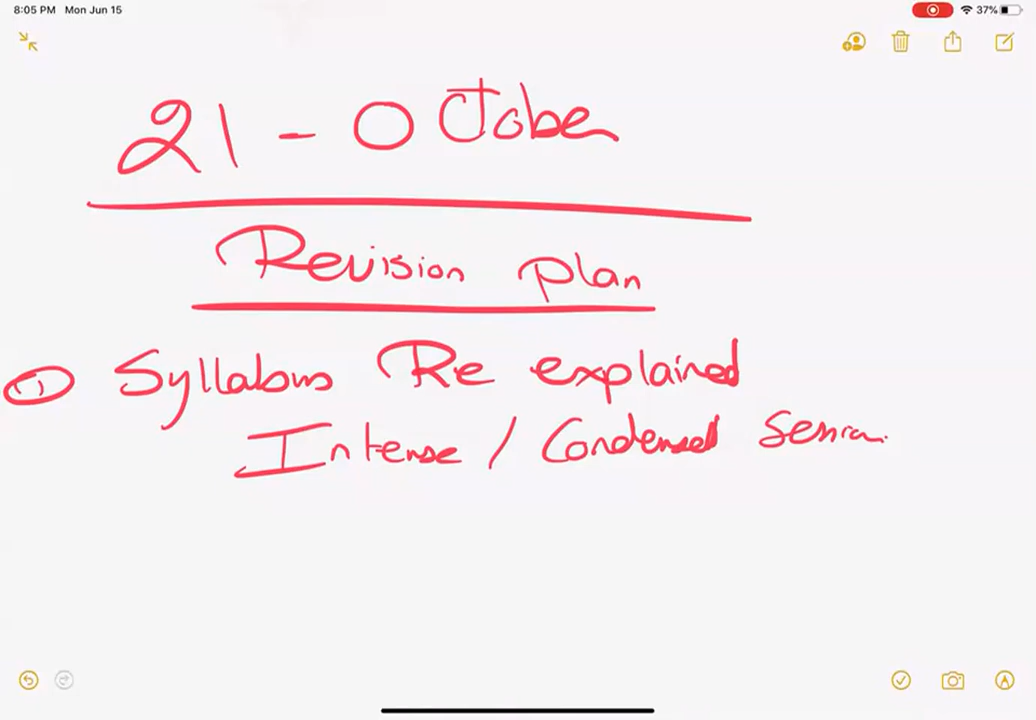 8:05 PM Mon Jun 15
37%
21 - October
Revision plan
① Syllabus Re explained
Intense / Condensed